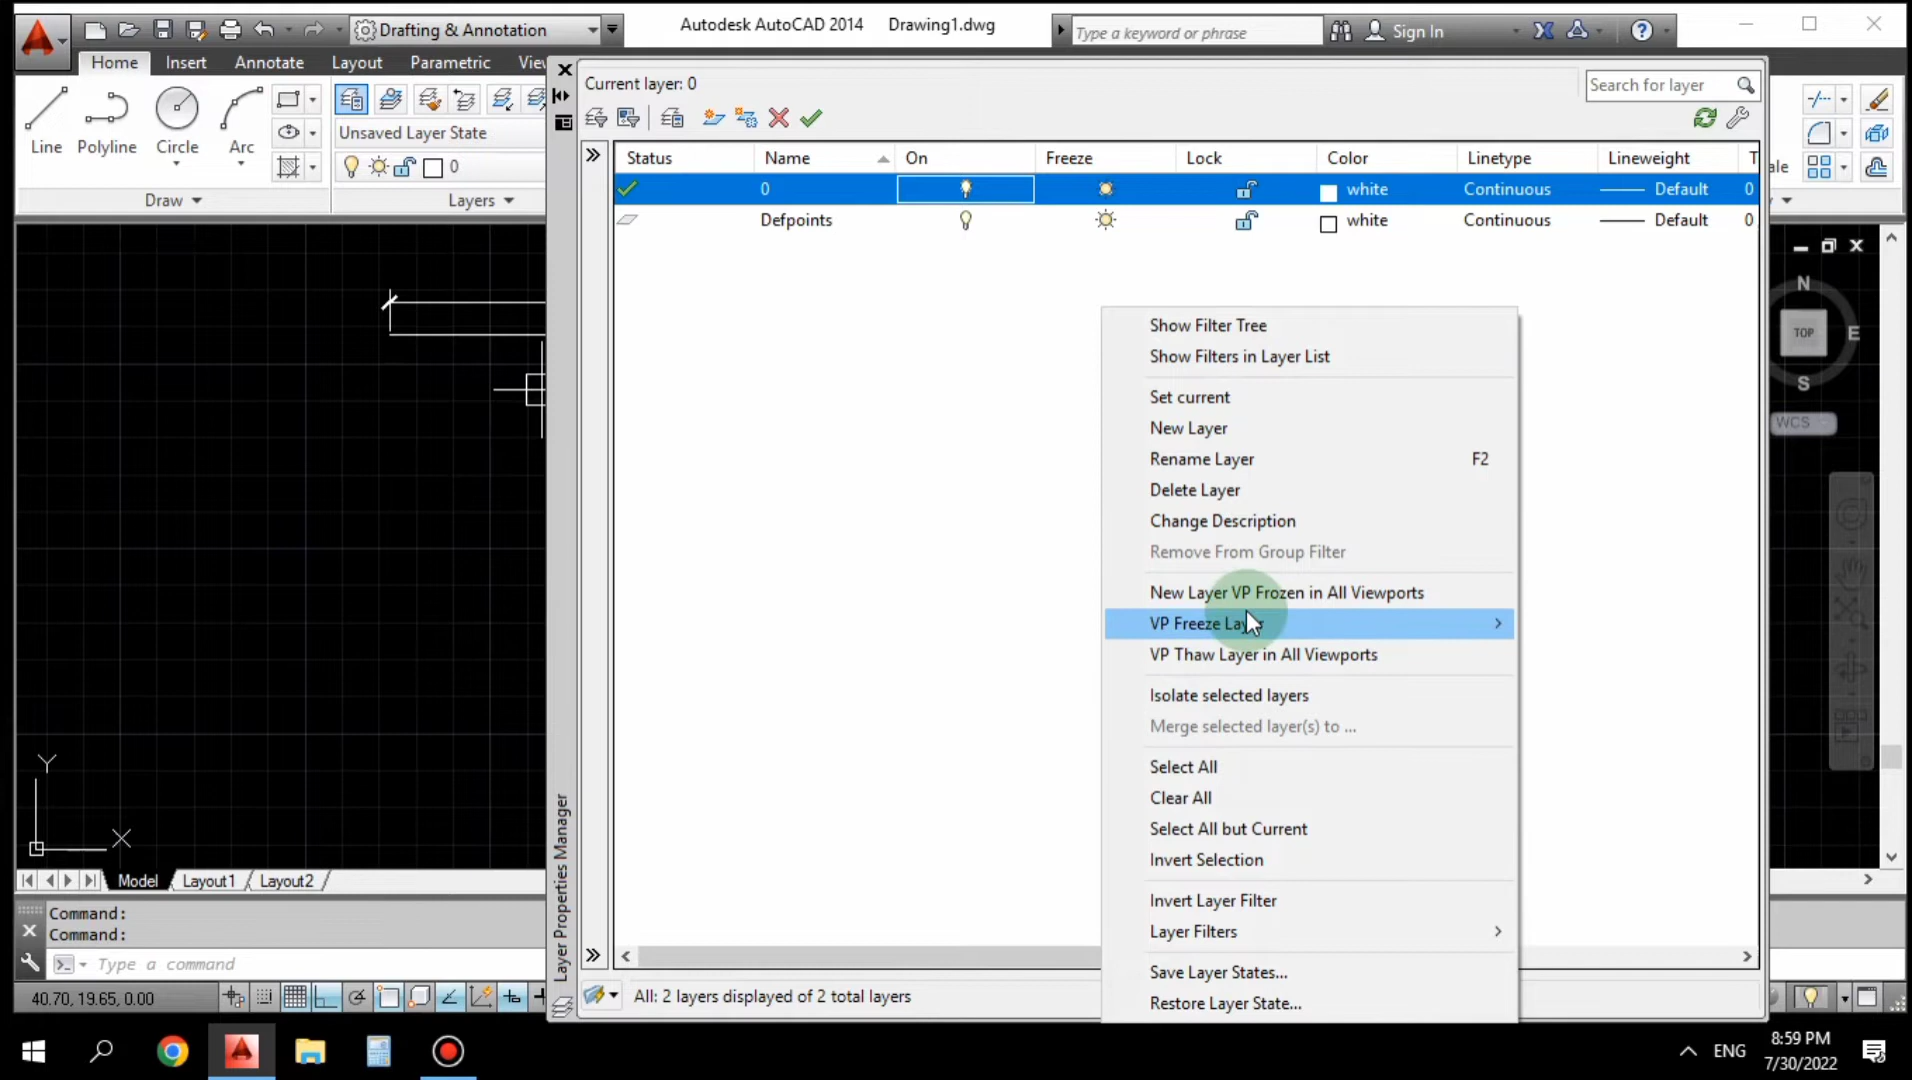 Drafting & Annotation
Autodesk AutoCAD 2014 Drawing1.dwg
Type a keyword or phrase
Sign In
Home Insert Annotate Layout Parametric
Current layer: 0
Search for layer
Unsaved Layer State
0
Line Polyline Circle Arc
Draw
Layers
Status Name On Freeze Lock Color Linetype Lineweight T
0 white Continuous Default 0
Defpoints white Continuous Default 0
Show Filter Tree
Show Filters in Layer List
Set current
New Layer
Rename Layer F2
Delete Layer
Change Description
Remove From Group Filter
New Layer VP Frozen in All Viewports
VP Freeze Layer
VP Thaw Layer in All Viewports
Isolate selected layers
Merge selected layer(s) to ...
Select All
Clear All
Select All but Current
Invert Selection
Invert Layer Filter
Layer Filters
Save Layer States...
Restore Layer State...
N
TOP
E
S
WCS
Y
X
Layer Properties Manager
Model Layout1 Layout2
Command:
Command:
Type a command
40.70, 19.65, 0.00
All: 2 layers displayed of 2 total layers
ENG
8:59 PM
7/30/2022